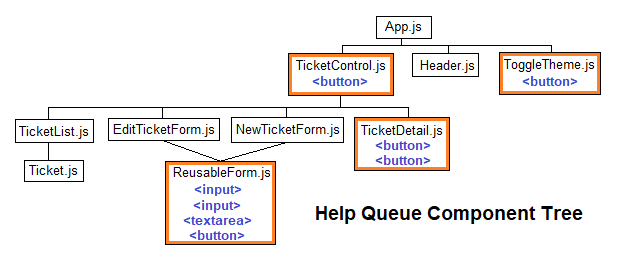 App.js
TicketControl.js
<button>
Header.js
ToggleTheme.js
<button>
TicketList.js
EditTicketForm.js
NewTicketForm.js
TicketDetail.js
<button>
<button>
Ticket.js
ReusableForm.js
<input>
<input>
<textarea>
<button>
Help Queue Component Tree